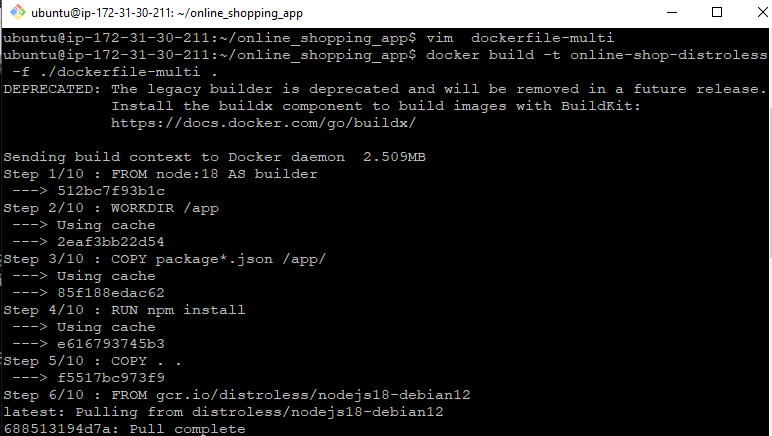 ubuntu@ip-172-31-30-211: ~/online_shopping_app
ubuntu@ip-172-31-30-211:~/online_shopping_app$ vim  dockerfile-multi
ubuntu@ip-172-31-30-211:~/online_shopping_app$ docker build -t online-shop-distroless
 -f ./dockerfile-multi .
DEPRECATED: The legacy builder is deprecated and will be removed in a future release.
            Install the buildx component to build images with BuildKit:
            https://docs.docker.com/go/buildx/
Sending build context to Docker daemon  2.509MB
Step 1/10 : FROM node:18 AS builder
 ---> 512bc7f93b1c
Step 2/10 : WORKDIR /app
 ---> Using cache
 ---> 2eaf3bb22d54
Step 3/10 : COPY package*.json /app/
 ---> Using cache
 ---> 85f188edac62
Step 4/10 : RUN npm install
 ---> Using cache
 ---> e616793745b3
Step 5/10 : COPY . .
 ---> f5517bc973f9
Step 6/10 : FROM gcr.io/distroless/nodejs18-debian12
latest: Pulling from distroless/nodejs18-debian12
688513194d7a: Pull complete